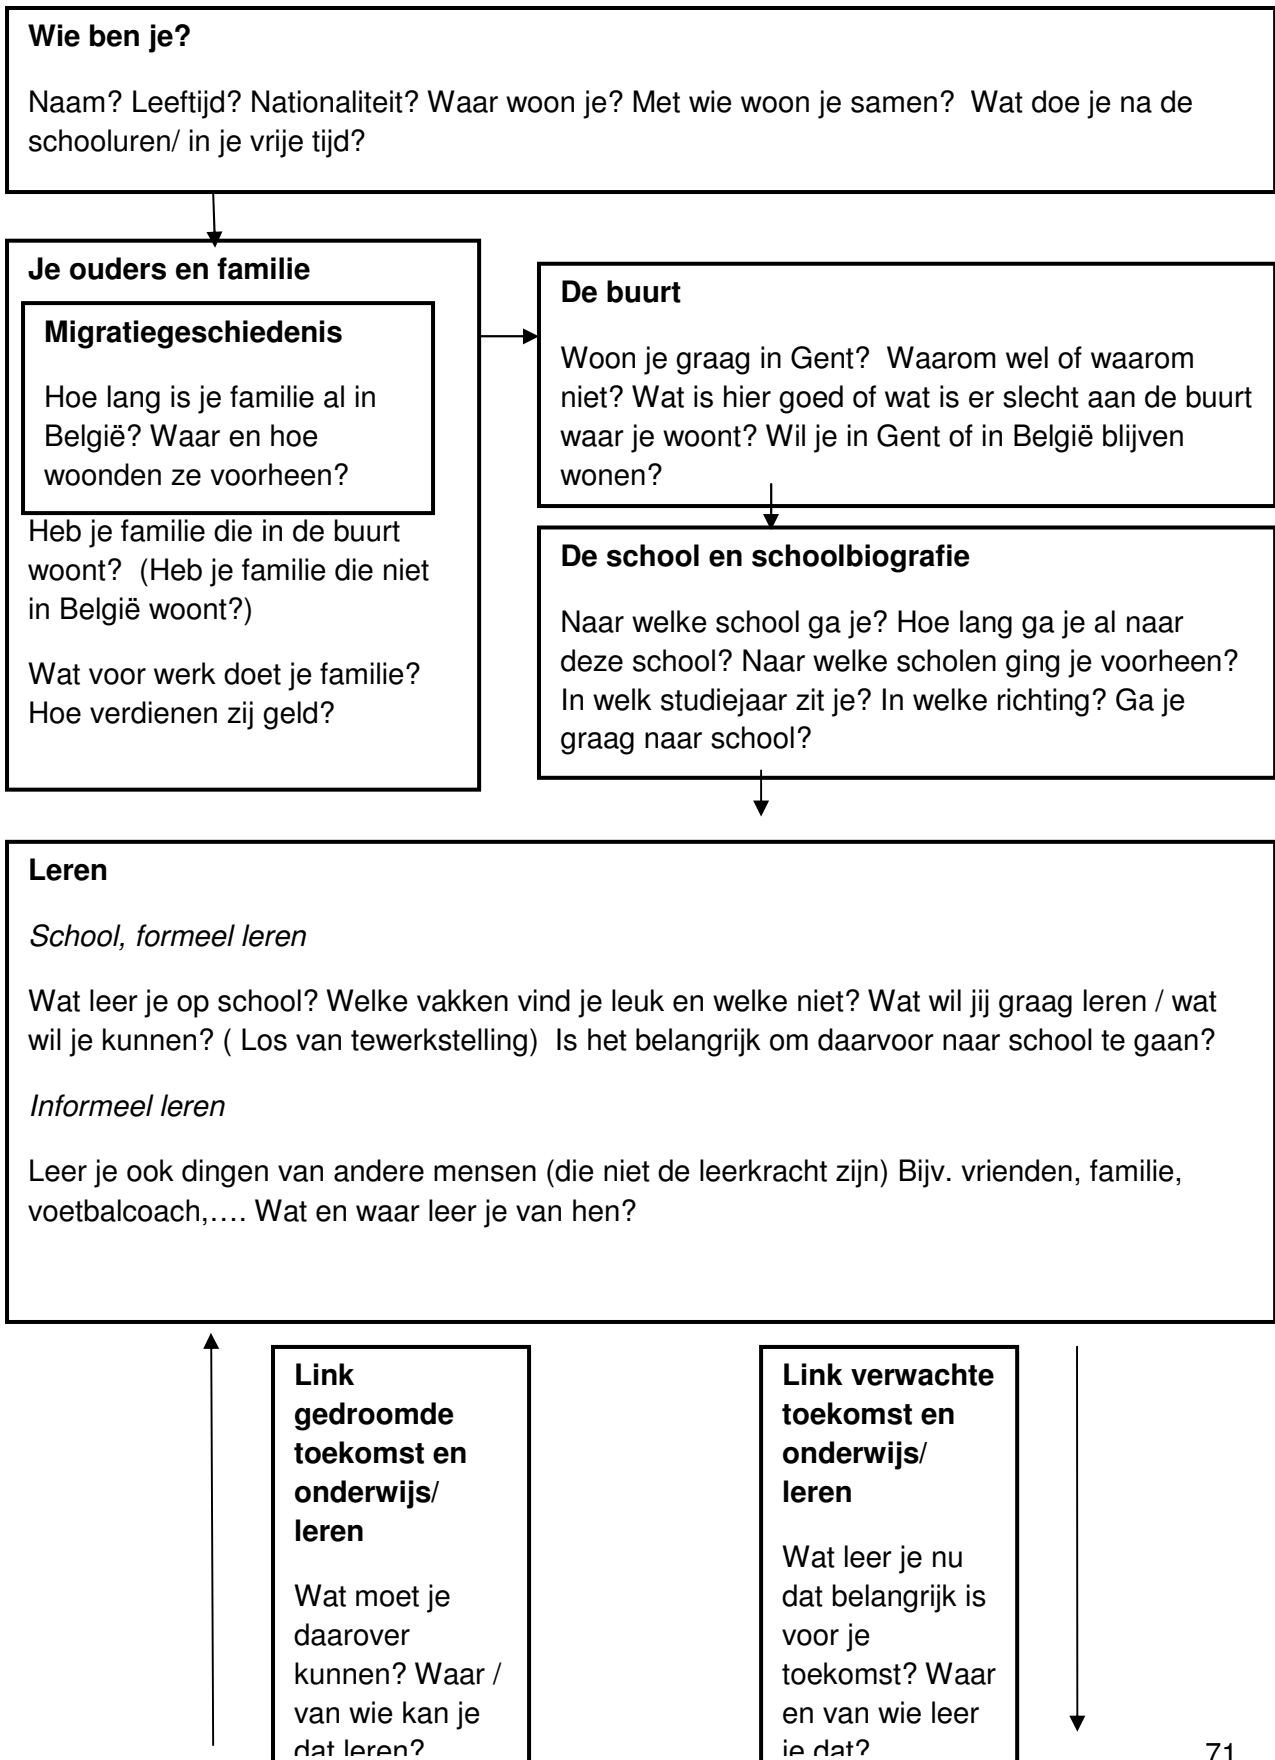 Wie ben je?
Naam? Leeftijd? Nationaliteit? Waar woon je? Met wie woon je samen?  Wat doe je na de
schooluren/ in je vrije tijd?
Je ouders en familie
Migratiegeschiedenis
Hoe lang is je familie al in
België? Waar en hoe
woonden ze voorheen?
Heb je familie die in de buurt
woont?  (Heb je familie die niet
in België woont?)
Wat voor werk doet je familie?
Hoe verdienen zij geld?
De buurt
Woon je graag in Gent?  Waarom wel of waarom
niet? Wat is hier goed of wat is er slecht aan de buurt
waar je woont? Wil je in Gent of in België blijven
wonen?
De school en schoolbiografie
Naar welke school ga je? Hoe lang ga je al naar
deze school? Naar welke scholen ging je voorheen?
In welk studiejaar zit je? In welke richting? Ga je
graag naar school?
Leren
School, formeel leren
Wat leer je op school? Welke vakken vind je leuk en welke niet? Wat wil jij graag leren / wat
wil je kunnen? ( Los van tewerkstelling)  Is het belangrijk om daarvoor naar school te gaan?
Informeel leren
Leer je ook dingen van andere mensen (die niet de leerkracht zijn) Bijv. vrienden, familie,
voetbalcoach,…. Wat en waar leer je van hen?
Link
gedroomde
toekomst en
onderwijs/
leren
Wat moet je
daarover
kunnen? Waar /
van wie kan je
dat leren?
Link verwachte
toekomst en
onderwijs/
leren
Wat leer je nu
dat belangrijk is
voor je
toekomst? Waar
en van wie leer
je dat?
71